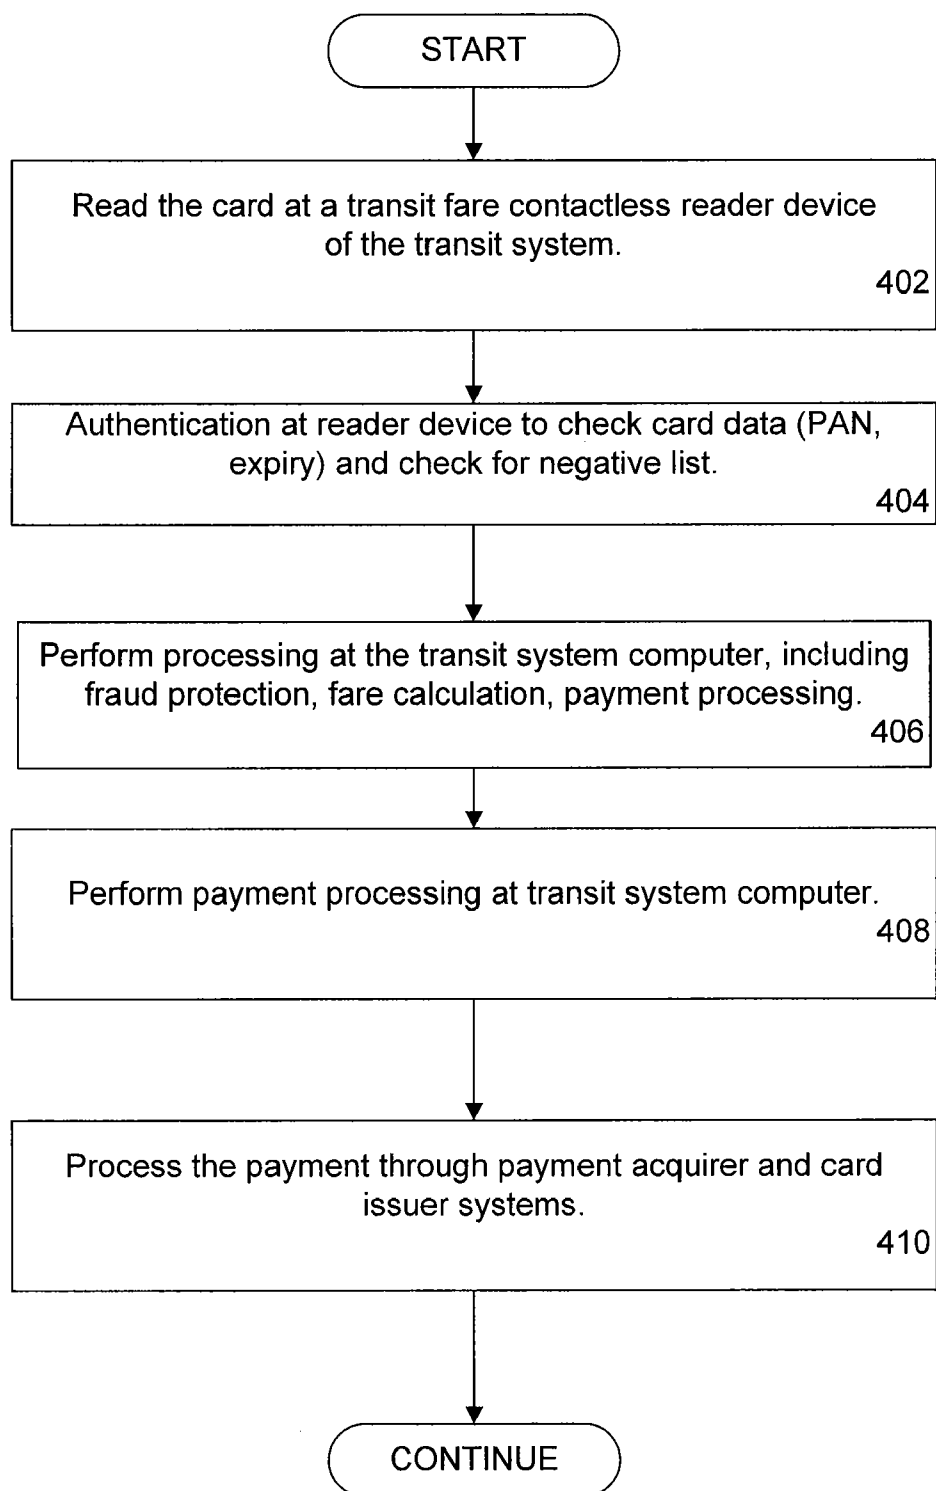 START
Read the card at a transit fare contactless reader device
of the transit system.
402
Authentication at reader device to check card data (PAN,
expiry) and check for negative list.
404
Perform processing at the transit system computer, including
fraud protection, fare calculation, payment processing.
406
Perform payment processing at transit system computer.
408
Process the payment through payment acquirer and card
issuer systems.
410
CONTINUE